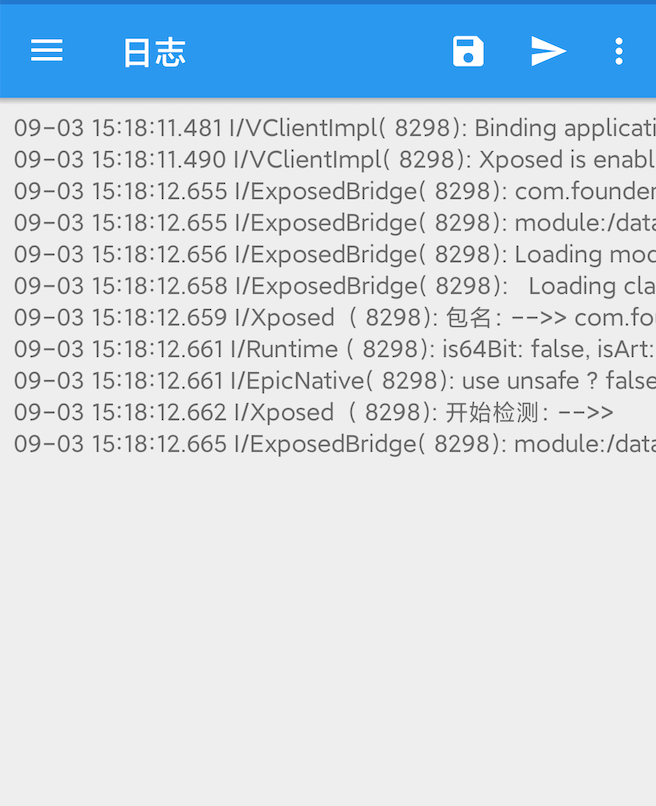 日志
09-03 15:18:11.481 I/VClientImpl( 8298): Binding applicati
09-03 15:18:11.490 I/VClientImpl( 8298): Xposed is enabl
09-03 15:18:12.655 I/ExposedBridge( 8298): com.founder
09-03 15:18:12.655 I/ExposedBridge( 8298): module:/data
09-03 15:18:12.656 I/ExposedBridge( 8298): Loading mod
09-03 15:18:12.658 I/ExposedBridge( 8298):   Loading cla
09-03 15:18:12.659 I/Xposed  ( 8298): 包名: -->> com.fou
09-03 15:18:12.661 I/Runtime ( 8298): is64Bit: false, isArt:
09-03 15:18:12.661 I/EpicNative( 8298): use unsafe ? false
09-03 15:18:12.662 I/Xposed  ( 8298): 开始检测: -->>
09-03 15:18:12.665 I/ExposedBridge( 8298): module:/data